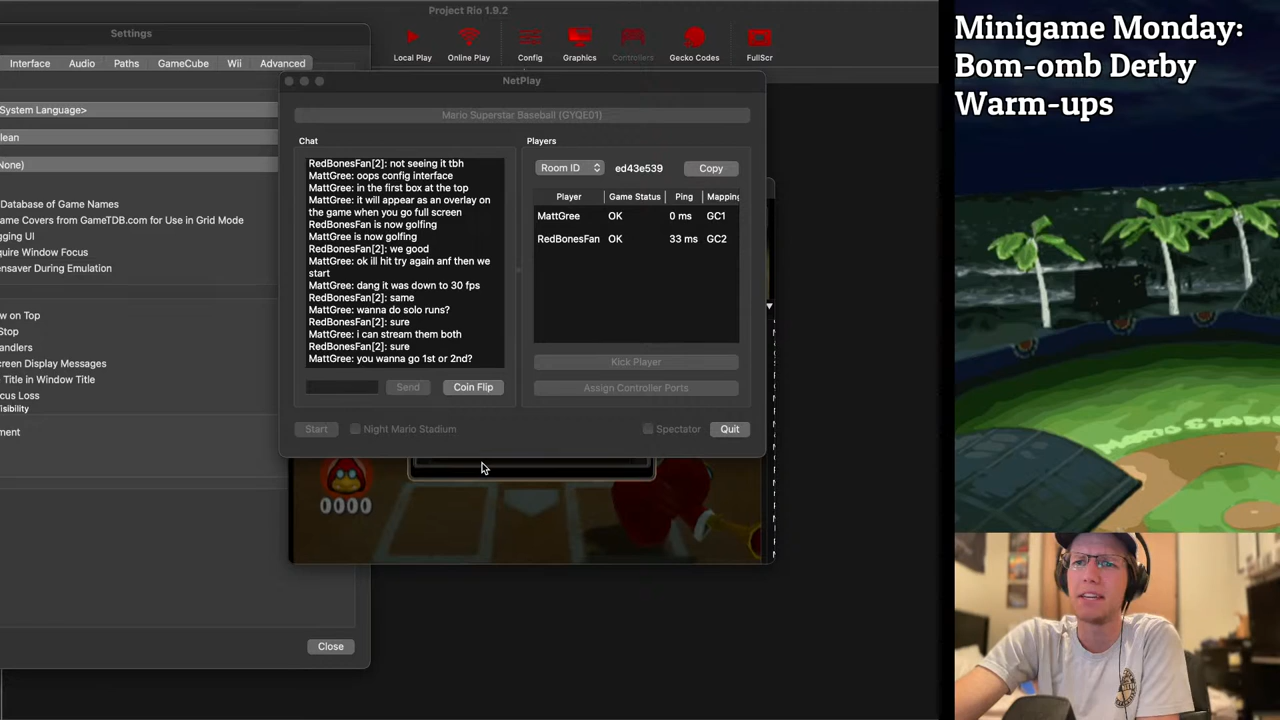 Project Rio 1.9.2
Settings
Local Play
Online Play
Config
Graphics
Controllers
Gecko Codes
FullScr
Interface
Audio
Paths
GameCube
Wii
Advanced
NetPlay
System Language>
lean
None)
Database of Game Names
ame Covers from GameTDB.com for Use in Grid Mode
gging UI
quire Window Focus
ensaver During Emulation
w on Top
Stop
andlers
creen Display Messages
Title in Window Title
cus Loss
isibility
ment
Close
Mario Superstar Baseball (GYQE01)
Chat
RedBonesFan[2]: not seeing it tbh
MattGree: oops config interface
MattGree: in the first box at the top
MattGree: it will appear as an overlay on
the game when you go full screen
RedBonesFan is now golfing
MattGree is now golfing
RedBonesFan[2]: we good
MattGree: ok ill hit try again anf then we
start
MattGree: dang it was down to 30 fps
RedBonesFan[2]: same
MattGree: wanna do solo runs?
RedBonesFan[2]: sure
MattGree: i can stream them both
RedBonesFan[2]: sure
MattGree: you wanna go 1st or 2nd?
Send
Coin Flip
Players
Room ID
ed43e539
Copy
Player Game Status Ping Mapping
MattGree OK 0 ms GC1
RedBonesFan OK 33 ms GC2
Kick Player
Assign Controller Ports
Start
Night Mario Stadium
Spectator
Quit
0000
Minigame Monday:
Bom-omb Derby
Warm-ups
MARIO STADIUM